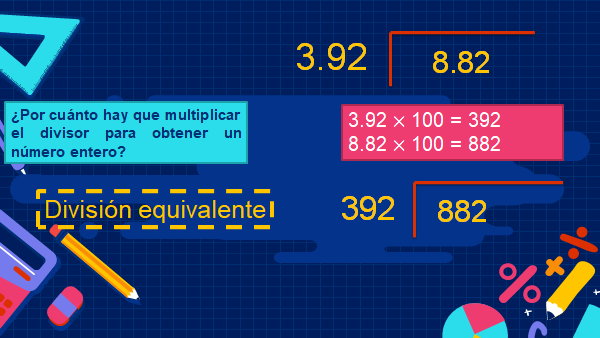 3.92 8.82
¿Por cuánto hay que multiplicar
el divisor para obtener un
número entero?
3.92 × 100 = 392
8.82 × 100 = 882
División equivalente
392 882